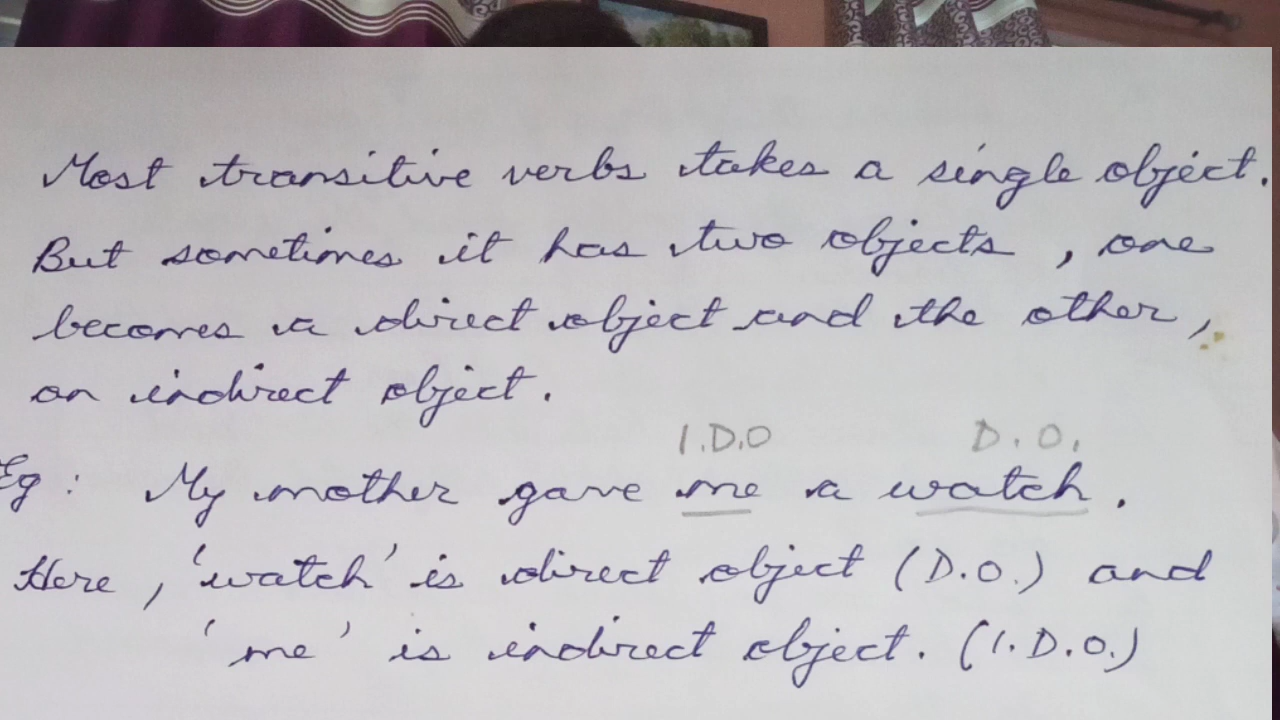 Most transitive verbs takes a single object.
But sometimes it has two objects, one
becomes a direct object and the other,
an indirect object.
I.D.O D.O.
Eg: My mother gave me a watch.
Here, 'watch' is direct object (D.O.) and
'me' is indirect object. (I.D.O.)